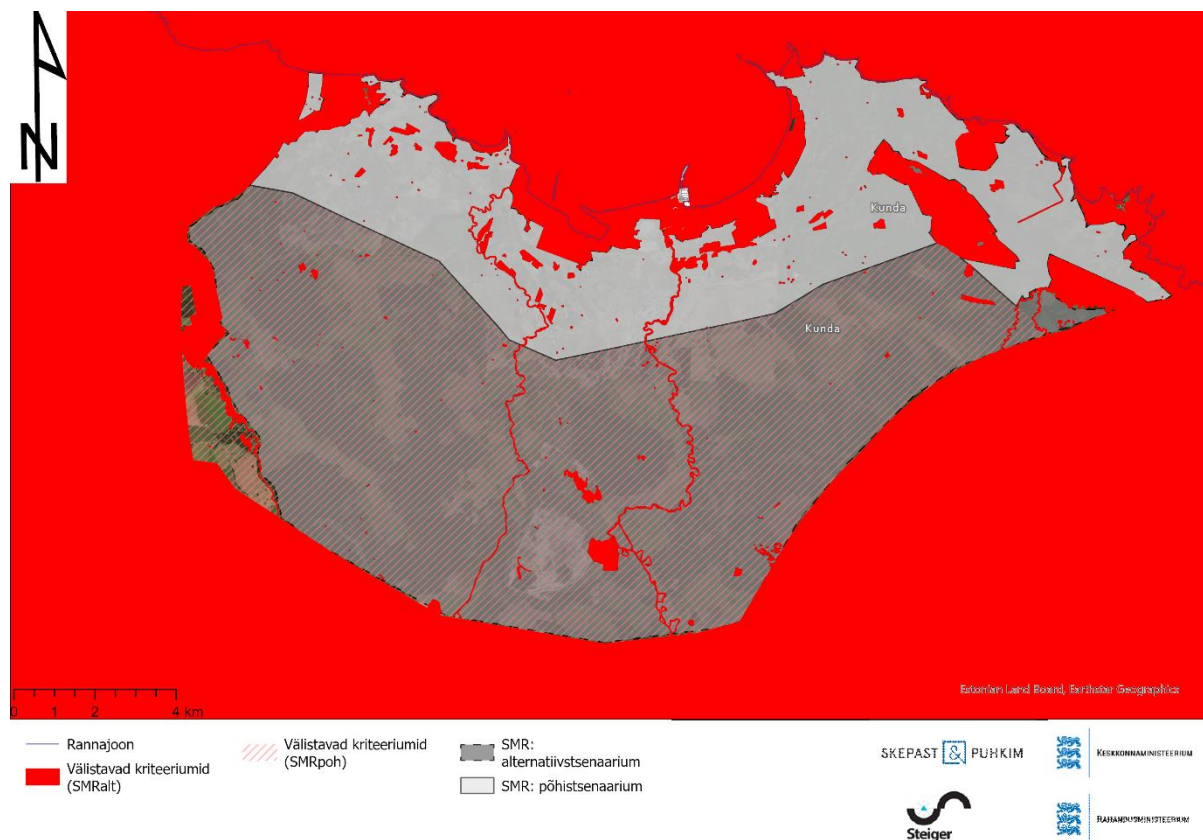 N
Kunda
Kunda
Estonian Land Board, Earthstar Geographics
0 1 2 4 km
Rannajoon
Välistavad kriteeriumid
(SMRalt)
Välistavad kriteeriumid
(SMRpoh)
SMR:
alternatiivstsenaarium
SMR: põhistsenaarium
SKEPAST & PUHKIM
Steiger
KESKKONNAMINISTEERIUM
RAHANDUSMINISTEERIUM